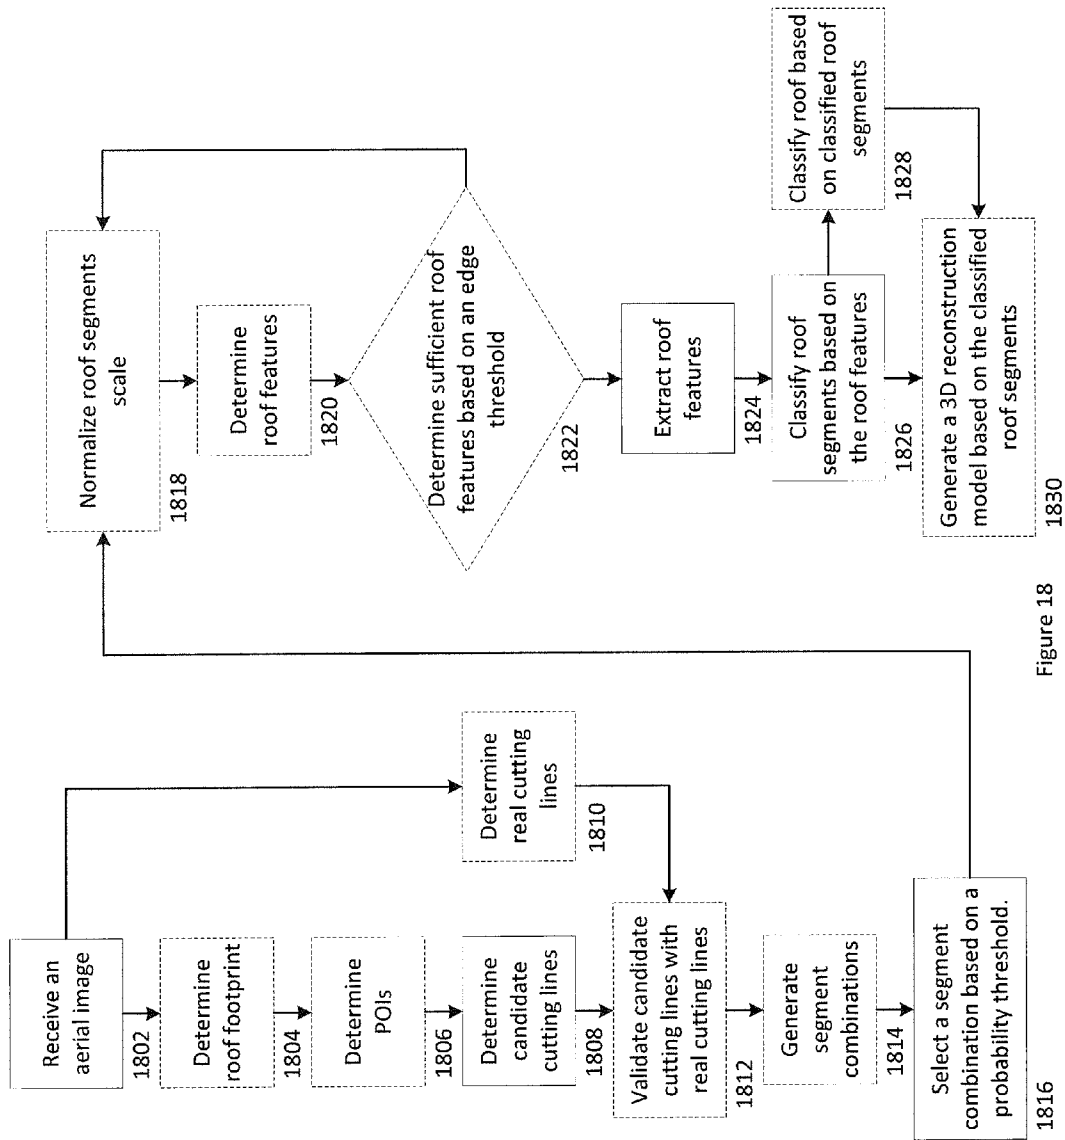 Receive an
aerial image
1802
Determine
roof footprint
1804
Determine
POIs
1806
Determine
candidate
cutting lines
1808
Determine
real cutting
lines
1810
Validate candidate
cutting lines with
real cutting lines
1812
Generate
segment
combinations
1814
Select a segment
combination based on a
probability threshold.
1816
Normalize roof segments
scale
1818
Determine
roof features
1820
Determine sufficient roof
features based on an edge
threshold
1822
Extract roof
features
1824
Classify roof
segments based on
the roof features
1826
Classify roof based
on classified roof
segments
1828
Generate a 3D reconstruction
model based on the classified
roof segments
1830
Figure 18